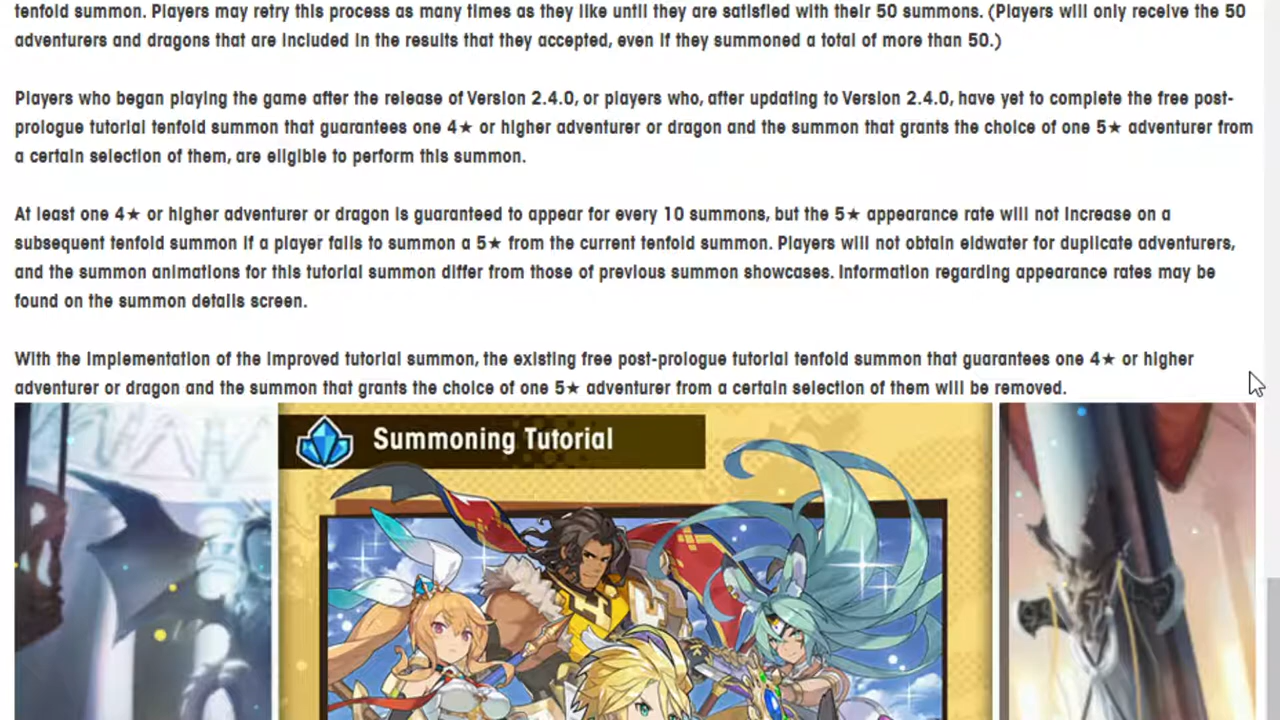 tenfold summon. Players may retry this process as many times as they like until they are satisfied with their 50 summons. (Players will only receive the 50
adventurers and dragons that are included in the results that they accepted, even if they summoned a total of more than 50.)
Players who began playing the game after the release of Version 2.4.0, or players who, after updating to Version 2.4.0, have yet to complete the free post-
prologue tutorial tenfold summon that guarantees one 4★ or higher adventurer or dragon and the summon that grants the choice of one 5★ adventurer from
a certain selection of them, are eligible to perform this summon.
At least one 4★ or higher adventurer or dragon is guaranteed to appear for every 10 summons, but the 5★ appearance rate will not increase on a
subsequent tenfold summon if a player fails to summon a 5★ from the current tenfold summon. Players will not obtain eldwater for duplicate adventurers,
and the summon animations for this tutorial summon differ from those of previous summon showcases. Information regarding appearance rates may be
found on the summon details screen.
With the implementation of the improved tutorial summon, the existing free post-prologue tutorial tenfold summon that guarantees one 4★ or higher
adventurer or dragon and the summon that grants the choice of one 5★ adventurer from a certain selection of them will be removed.
Summoning Tutorial